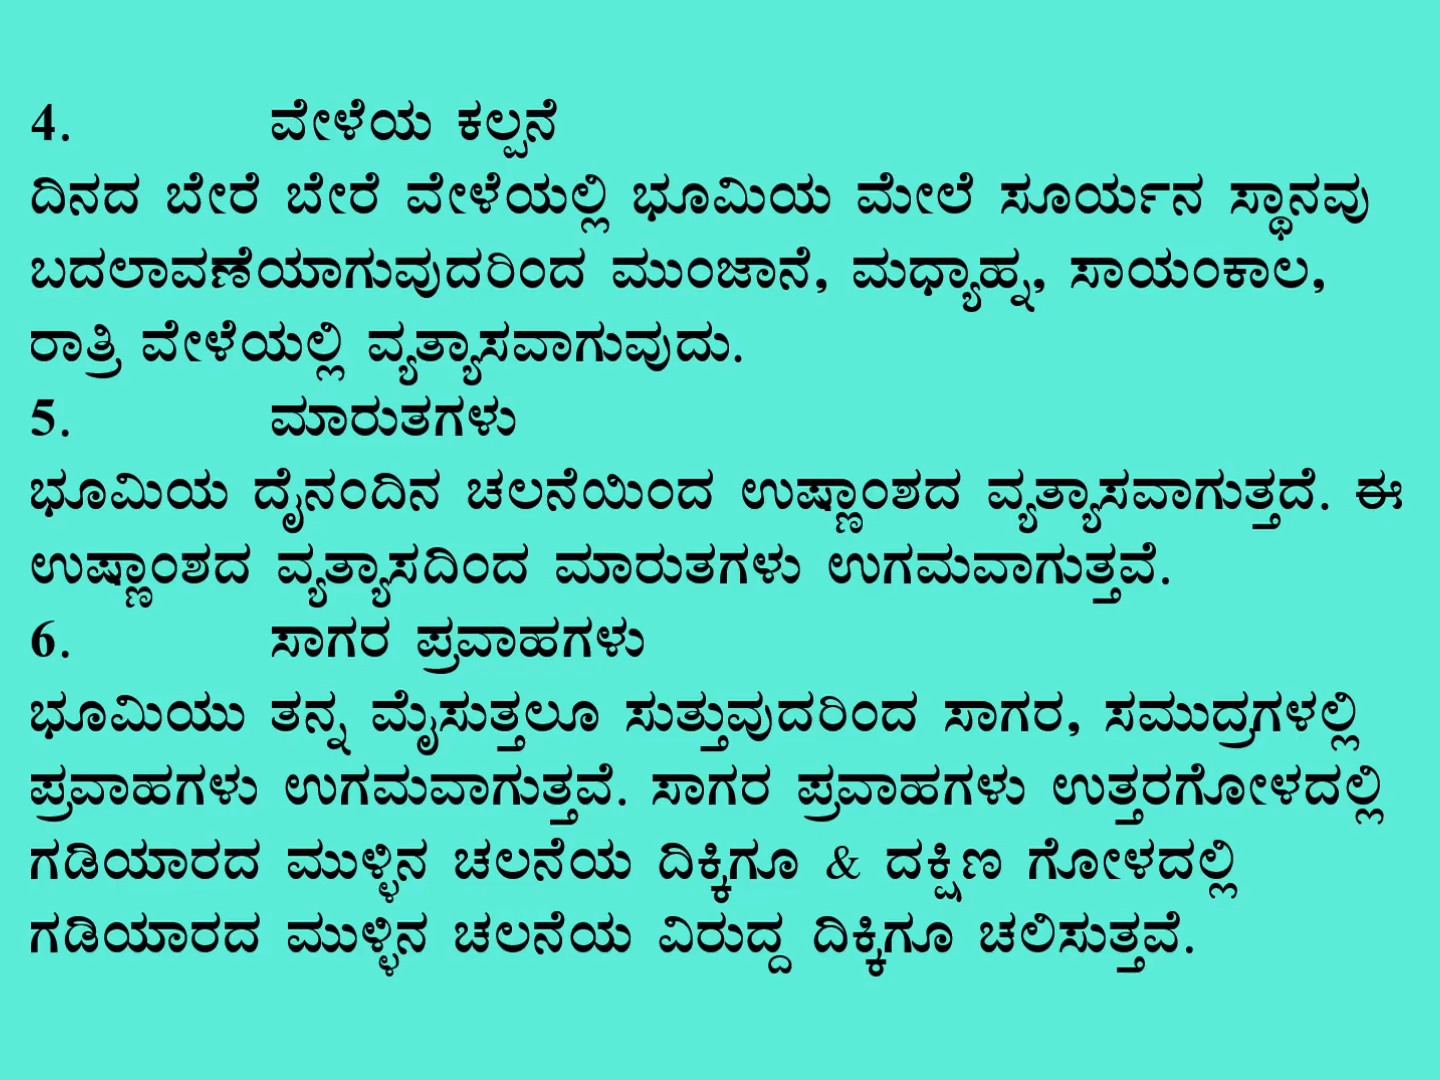 4. ವೇಳೆಯ ಕಲ್ಪನೆ
ದಿನದ ಬೇರೆ ಬೇರೆ ವೇಳೆಯಲ್ಲಿ ಭೂಮಿಯ ಮೇಲೆ ಸೂರ್ಯನ ಸ್ಥಾನವು
ಬದಲಾವಣೆಯಾಗುವುದರಿಂದ ಮುಂಜಾನೆ, ಮಧ್ಯಾಹ್ನ, ಸಾಯಂಕಾಲ,
ರಾತ್ರಿ ವೇಳೆಯಲ್ಲಿ ವ್ಯತ್ಯಾಸವಾಗುವುದು.
5. ಮಾರುತಗಳು
ಭೂಮಿಯ ದೈನಂದಿನ ಚಲನೆಯಿಂದ ಉಷ್ಣಾಂಶದ ವ್ಯತ್ಯಾಸವಾಗುತ್ತದೆ. ಈ
ಉಷ್ಣಾಂಶದ ವ್ಯತ್ಯಾಸದಿಂದ ಮಾರುತಗಳು ಉಗಮವಾಗುತ್ತವೆ.
6. ಸಾಗರ ಪ್ರವಾಹಗಳು
ಭೂಮಿಯು ತನ್ನ ಮೈಸುತ್ತಲೂ ಸುತ್ತುವುದರಿಂದ ಸಾಗರ, ಸಮುದ್ರಗಳಲ್ಲಿ
ಪ್ರವಾಹಗಳು ಉಗಮವಾಗುತ್ತವೆ. ಸಾಗರ ಪ್ರವಾಹಗಳು ಉತ್ತರಗೋಳದಲ್ಲಿ
ಗಡಿಯಾರದ ಮುಳ್ಳಿನ ಚಲನೆಯ ದಿಕ್ಕಿಗೂ & ದಕ್ಷಿಣ ಗೋಳದಲ್ಲಿ
ಗಡಿಯಾರದ ಮುಳ್ಳಿನ ಚಲನೆಯ ವಿರುದ್ದ ದಿಕ್ಕಿಗೂ ಚಲಿಸುತ್ತವೆ.